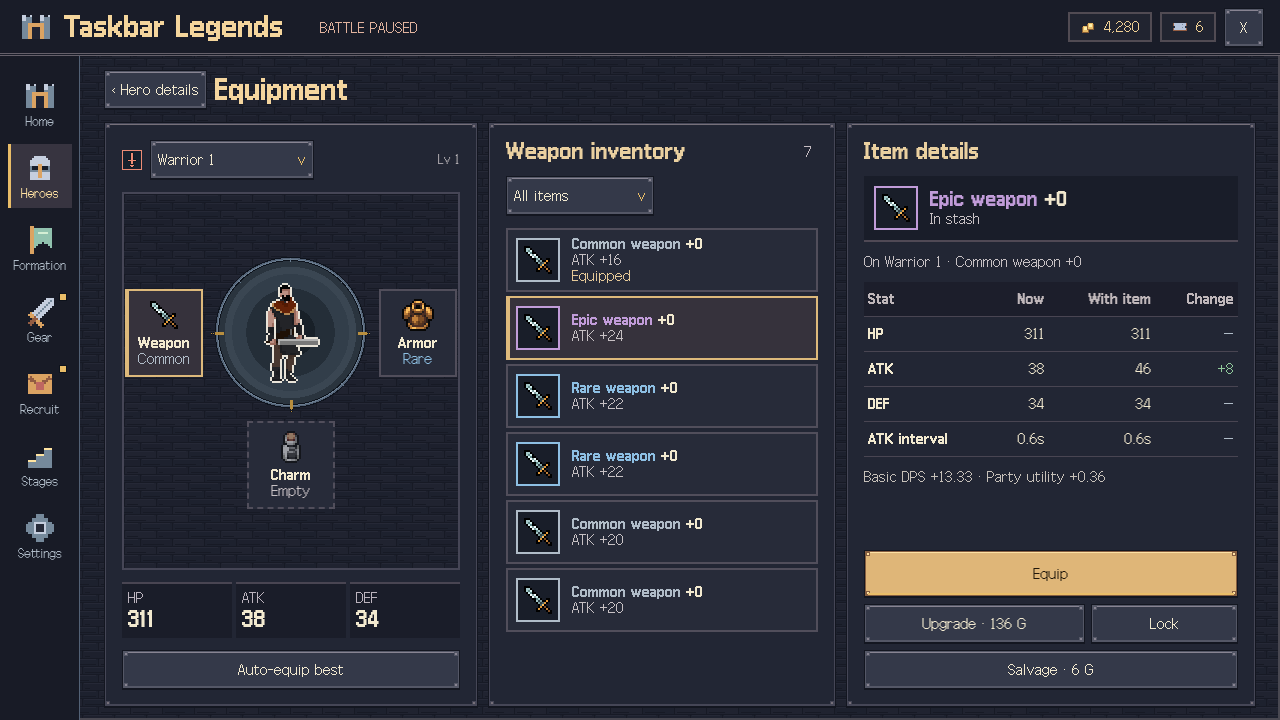 Taskbar Legends
BATTLE PAUSED
4,280
6
X
Home
Heroes
Formation
Gear
Recruit
Stages
Settings
‹ Hero details
Equipment
Warrior 1
Lv 1
Weapon
Common
Armor
Rare
Charm
Empty
HP
311
ATK
38
DEF
34
Auto-equip best
Weapon inventory
7
All items
Common weapon +0
ATK +16
Equipped
Epic weapon +0
ATK +24
Rare weapon +0
ATK +22
Rare weapon +0
ATK +22
Common weapon +0
ATK +20
Common weapon +0
ATK +20
Item details
Epic weapon +0
In stash
On Warrior 1 · Common weapon +0
Stat Now With item Change
HP 311 311 –
ATK 38 46 +8
DEF 34 34 –
ATK interval 0.6s 0.6s –
Basic DPS +13.33 · Party utility +0.36
Equip
Upgrade · 136 G
Lock
Salvage · 6 G